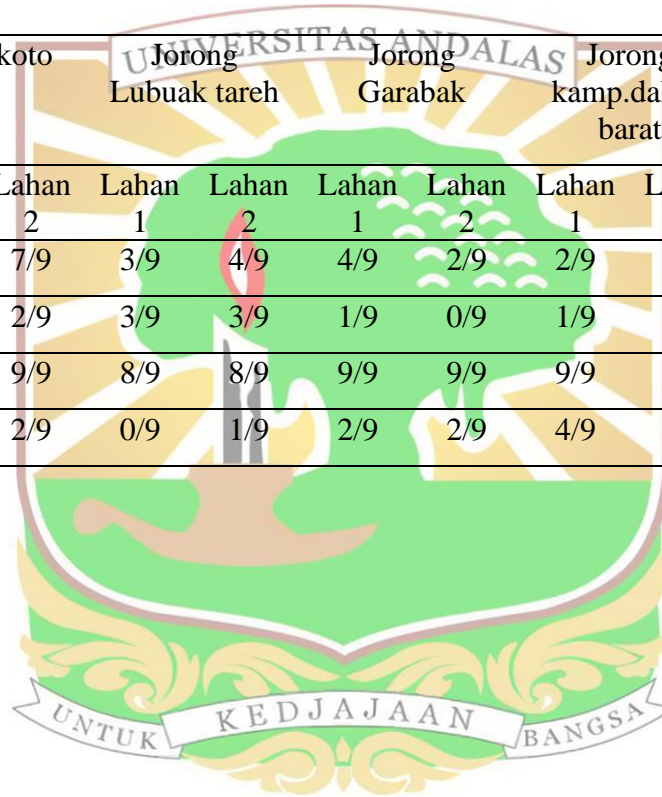 UNIVERSITAS ANDALAS
koto Jorong Jorong Jorong
Lubuak tareh Garabak
barat
Lahan Lahan Lahan Lahan Lahan Lahan
2 1 2 1 2 1
7/9 3/9 4/9 4/9 2/9 2/9
2/9 3/9 3/9 1/9 0/9 1/9
9/9 8/9 8/9 9/9 9/9 9/9
2/9 0/9 1/9 2/9 2/9 4/9
UNTUK KEDJAJAAN BANGSA